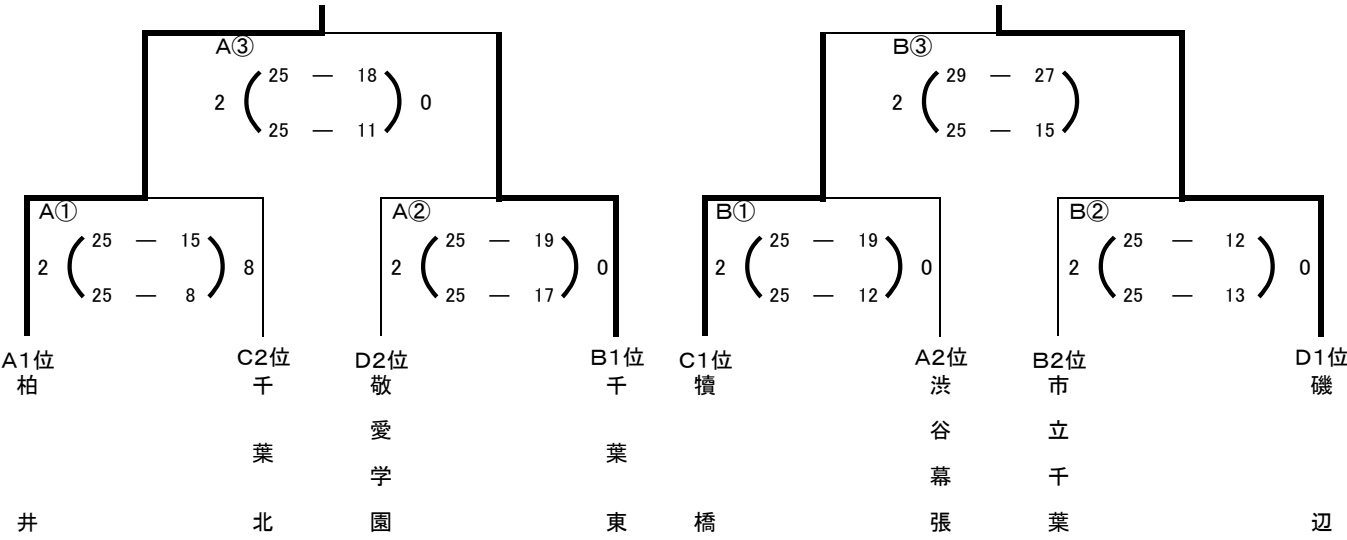 A③ B③
25 — 18 29 — 27
2 ( ) 0 2 ( )
25 — 11 25 — 15
A① A② B① B②
25 — 15 25 — 19 25 — 19 25 — 12
2 ( ) 8 2 ( ) 0 2 ( ) 0 2 ( ) 0
25 — 8 25 — 17 25 — 12 25 — 13
A1位 C2位 D2位 B1位 C1位 A2位 B2位 D1位
柏井
千葉北
敬愛学園
千葉東
犢橋
渋谷幕張
市立千葉
磯辺